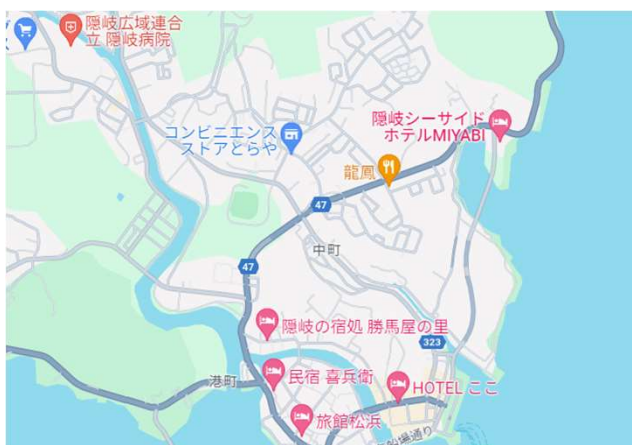 隠岐広域連合
立 隠岐病院
コンビニエンス
ストアとらや
隠岐シーサイド
ホテルMIYABI
龍鳳
47
中町
47
隠岐の宿処 勝馬屋の里
323
民宿 喜兵衛
港町
HOTEL ここ
旅館松浜